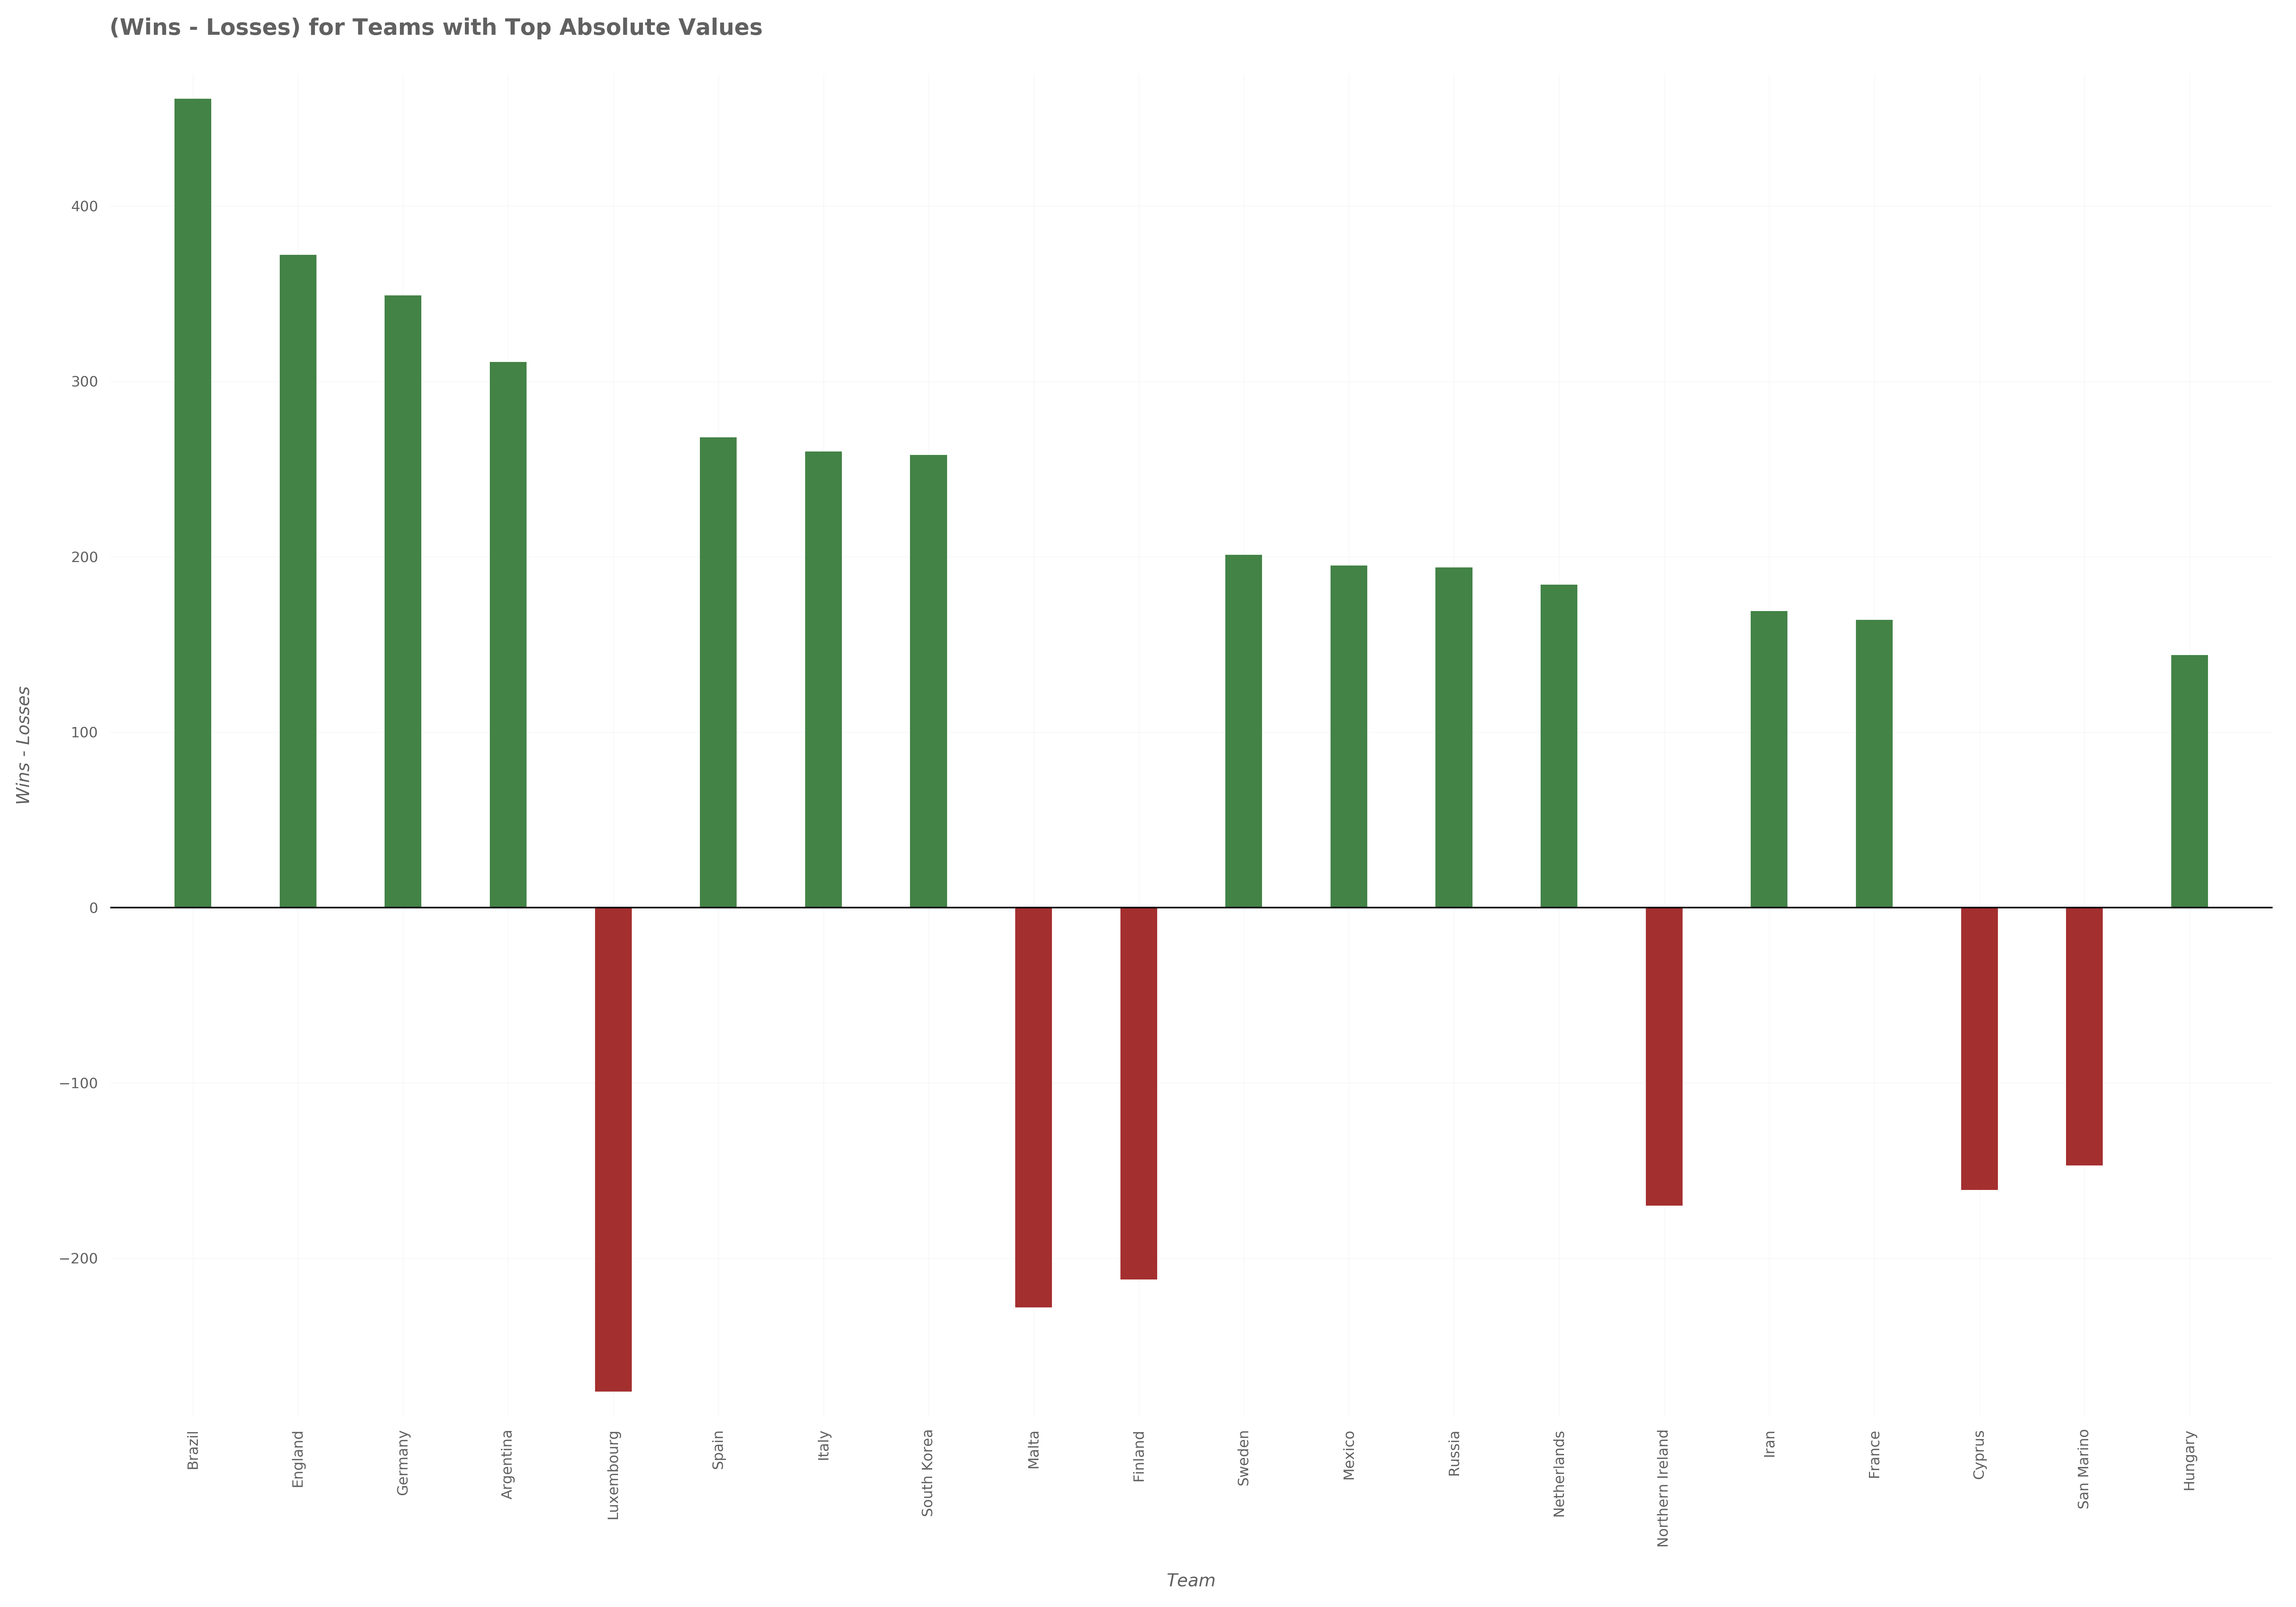 (Wins - Losses) for Teams with Top Absolute Values
Wins - Losses
400
300
200
100
0
−100
−200
Brazil
England
Germany
Argentina
Luxembourg
Spain
Italy
South Korea
Malta
Finland
Sweden
Mexico
Russia
Netherlands
Northern Ireland
Iran
France
Cyprus
San Marino
Hungary
Team